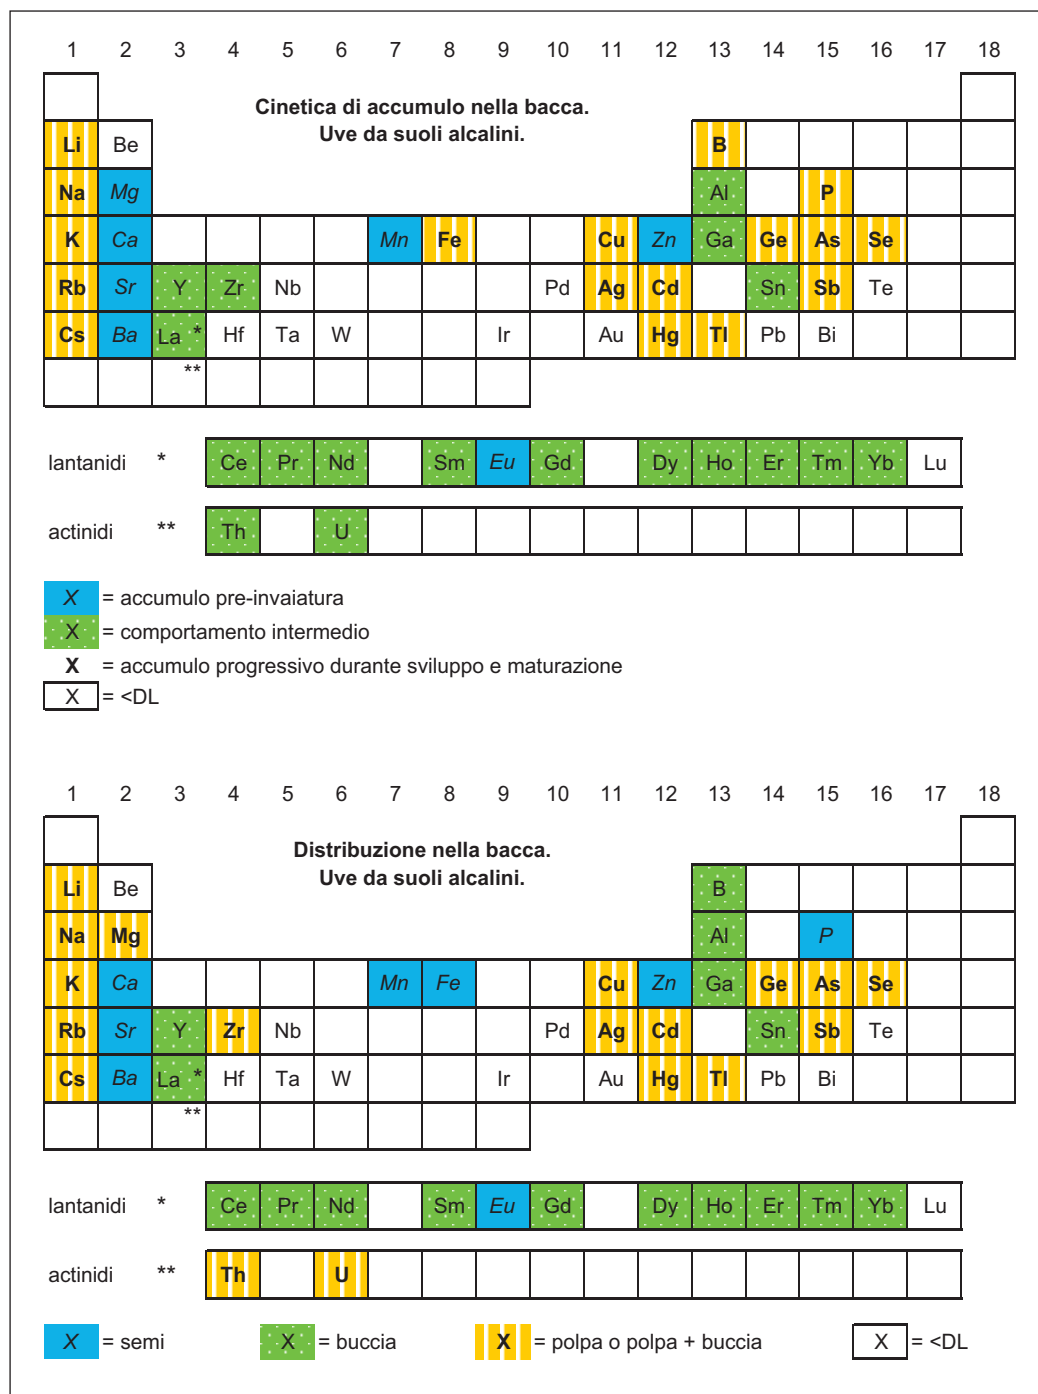 1 2 3 4 5 6 7 8 9 10 11 12 13 14 15 16 17 18
Cinetica di accumulo nella bacca.
Uve da suoli alcalini.
Li Be B
Na Mg Al P
K Ca Mn Fe Cu Zn Ga Ge As Se
Rb Sr Y Zr Nb Pd Ag Cd Sn Sb Te
Cs Ba La * Hf Ta W Ir Au Hg Tl Pb Bi
**
lantanidi * Ce Pr Nd Sm Eu Gd Dy Ho Er Tm Yb Lu
actinidi ** Th U
X = accumulo pre-invaiatura
X = comportamento intermedio
X = accumulo progressivo durante sviluppo e maturazione
X = <DL
1 2 3 4 5 6 7 8 9 10 11 12 13 14 15 16 17 18
Distribuzione nella bacca.
Uve da suoli alcalini.
Li Be B
Na Mg Al P
K Ca Mn Fe Cu Zn Ga Ge As Se
Rb Sr Y Zr Nb Pd Ag Cd Sn Sb Te
Cs Ba La * Hf Ta W Ir Au Hg Tl Pb Bi
**
lantanidi * Ce Pr Nd Sm Eu Gd Dy Ho Er Tm Yb Lu
actinidi ** Th U
X = semi X = buccia X = polpa o polpa + buccia X = <DL